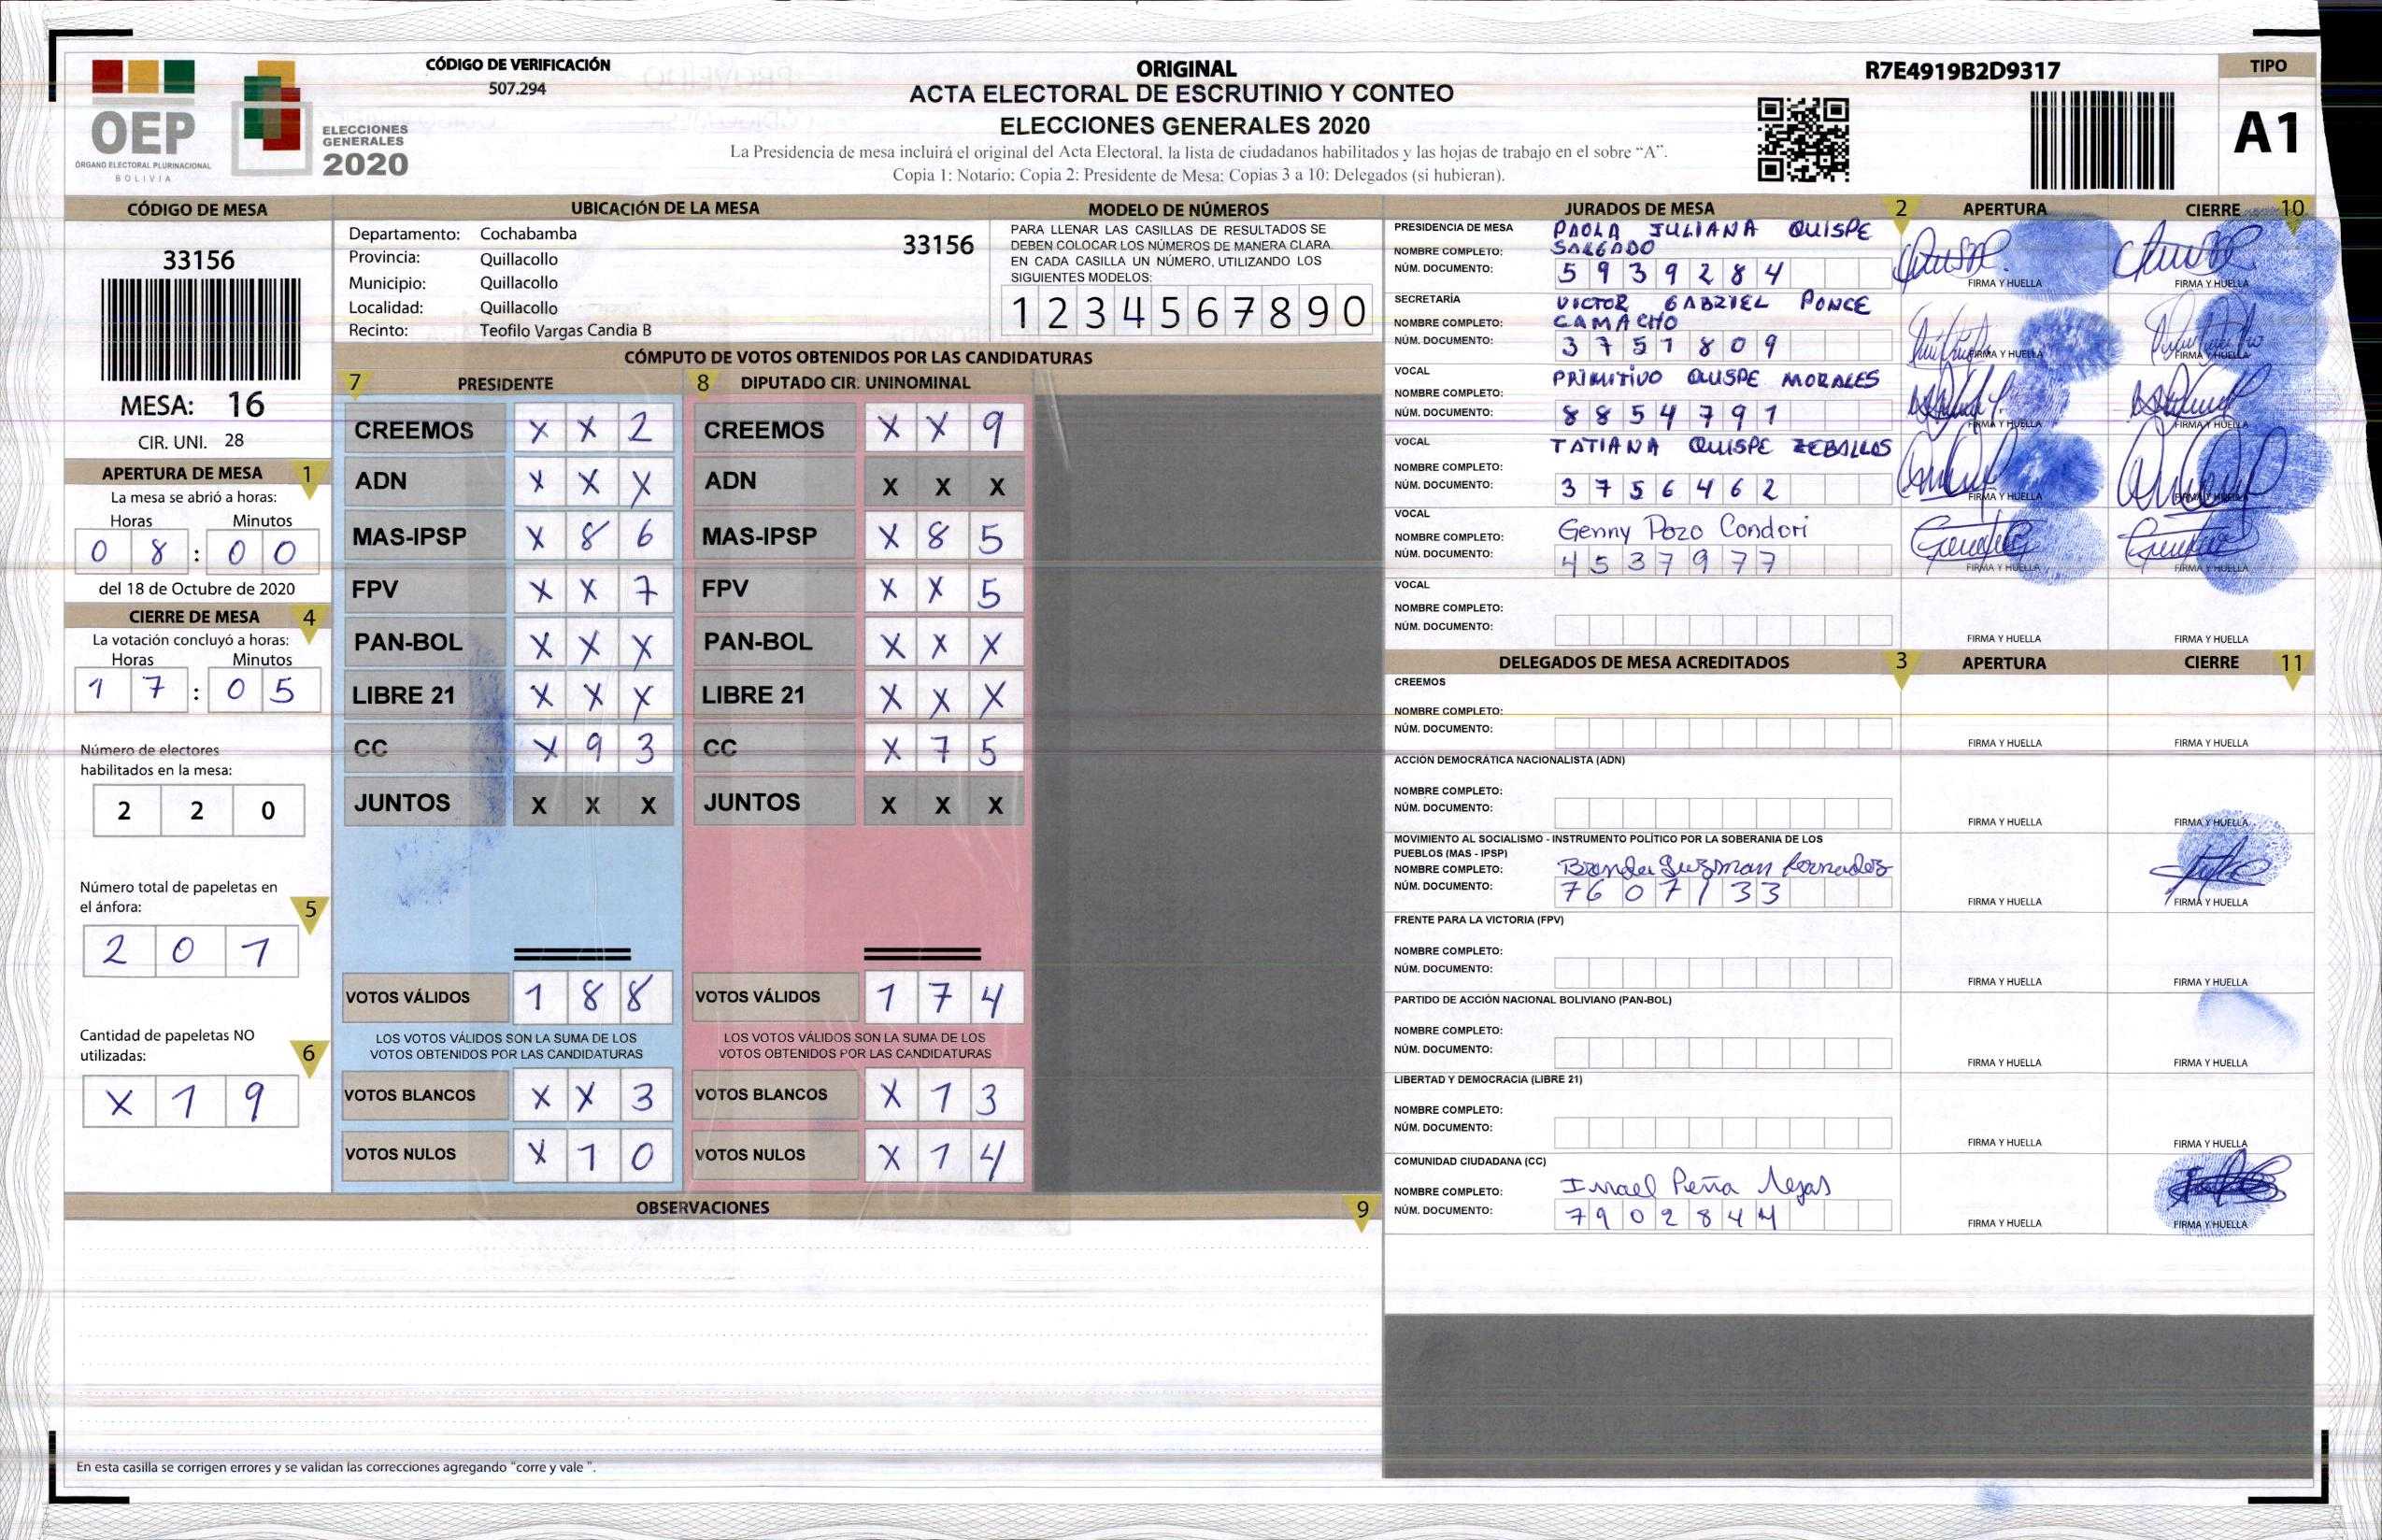 OEP
ÓRGANO ELECTORAL PLURINACIONAL
BOLIVIA
ELECCIONES
GENERALES
2020
CÓDIGO DE VERIFICACIÓN
507.294
ORIGINAL
ACTA ELECTORAL DE ESCRUTINIO Y CONTEO
ELECCIONES GENERALES 2020
La Presidencia de mesa incluirá el original del Acta Electoral, la lista de ciudadanos habilitados y las hojas de trabajo en el sobre “A”.
Copia 1: Notario; Copia 2: Presidente de Mesa; Copias 3 a 10: Delegados (si hubieran).
R7E4919B2D9317
TIPO
A1
CÓDIGO DE MESA
33156
MESA: 16
CIR. UNI. 28
APERTURA DE MESA 1
La mesa se abrió a horas:
Horas Minutos
0 8 : 0 0
del 18 de Octubre de 2020
CIERRE DE MESA 4
La votación concluyó a horas:
Horas Minutos
1 7 : 0 5
Número de electores
habilitados en la mesa:
2 2 0
Número total de papeletas en
el ánfora: 5
2 0 1
Cantidad de papeletas NO
utilizadas: 6
X 1 9
UBICACIÓN DE LA MESA
Departamento: Cochabamba 33156
Provincia: Quillacollo
Municipio: Quillacollo
Localidad: Quillacollo
Recinto: Teofilo Vargas Candia B
MODELO DE NÚMEROS
PARA LLENAR LAS CASILLAS DE RESULTADOS SE
DEBEN COLOCAR LOS NÚMEROS DE MANERA CLARA.
EN CADA CASILLA UN NÚMERO, UTILIZANDO LOS
SIGUIENTES MODELOS:
1 2 3 4 5 6 7 8 9 0
CÓMPUTO DE VOTOS OBTENIDOS POR LAS CANDIDATURAS
7 PRESIDENTE 8 DIPUTADO CIR. UNINOMINAL
CREEMOS X X 2 CREEMOS X X 9
ADN X X X ADN X X X
MAS-IPSP X 8 6 MAS-IPSP X 8 5
FPV X X 7 FPV X X 5
PAN-BOL X X X PAN-BOL X X X
LIBRE 21 X X X LIBRE 21 X X X
CC X 9 3 CC X 7 5
JUNTOS X X X JUNTOS X X X
VOTOS VÁLIDOS 1 8 8 VOTOS VÁLIDOS 1 7 4
LOS VOTOS VÁLIDOS SON LA SUMA DE LOS LOS VOTOS VÁLIDOS SON LA SUMA DE LOS
VOTOS OBTENIDOS POR LAS CANDIDATURAS VOTOS OBTENIDOS POR LAS CANDIDATURAS
VOTOS BLANCOS X X 3 VOTOS BLANCOS X 1 3
VOTOS NULOS X 1 0 VOTOS NULOS X 1 4
OBSERVACIONES 9
En esta casilla se corrigen errores y se validan las correcciones agregando "corre y vale ".
JURADOS DE MESA 2 APERTURA CIERRE 10
PRESIDENCIA DE MESA PAOLA JULIANA QUISPE
NOMBRE COMPLETO: SALGADO
NÚM. DOCUMENTO: 5 9 3 9 2 8 4 FIRMA Y HUELLA FIRMA Y HUELLA
SECRETARÍA VICTOR GABRIEL PONCE
NOMBRE COMPLETO: CAMACHO
NÚM. DOCUMENTO: 3 7 5 1 8 0 9 FIRMA Y HUELLA FIRMA Y HUELLA
VOCAL PRIMITIVO QUISPE MORALES
NOMBRE COMPLETO:
NÚM. DOCUMENTO: 8 8 5 4 7 9 1 FIRMA Y HUELLA FIRMA Y HUELLA
VOCAL TATIANA QUISPE ZEBALLOS
NOMBRE COMPLETO:
NÚM. DOCUMENTO: 3 7 5 6 4 6 2 FIRMA Y HUELLA FIRMA Y HUELLA
VOCAL
NOMBRE COMPLETO: Genny Pozo Condori
NÚM. DOCUMENTO: 4 5 3 7 9 7 7 FIRMA Y HUELLA FIRMA Y HUELLA
VOCAL
NOMBRE COMPLETO:
NÚM. DOCUMENTO: FIRMA Y HUELLA FIRMA Y HUELLA
DELEGADOS DE MESA ACREDITADOS 3 APERTURA CIERRE 11
CREEMOS
NOMBRE COMPLETO:
NÚM. DOCUMENTO: FIRMA Y HUELLA FIRMA Y HUELLA
ACCIÓN DEMOCRÁTICA NACIONALISTA (ADN)
NOMBRE COMPLETO:
NÚM. DOCUMENTO: FIRMA Y HUELLA FIRMA Y HUELLA
MOVIMIENTO AL SOCIALISMO - INSTRUMENTO POLÍTICO POR LA SOBERANIA DE LOS
PUEBLOS (MAS - IPSP)
NOMBRE COMPLETO: Guzman
NÚM. DOCUMENTO: 7 6 0 7 1 3 3 FIRMA Y HUELLA FIRMA Y HUELLA
FRENTE PARA LA VICTORIA (FPV)
NOMBRE COMPLETO:
NÚM. DOCUMENTO: FIRMA Y HUELLA FIRMA Y HUELLA
PARTIDO DE ACCIÓN NACIONAL BOLIVIANO (PAN-BOL)
NOMBRE COMPLETO:
NÚM. DOCUMENTO: FIRMA Y HUELLA FIRMA Y HUELLA
LIBERTAD Y DEMOCRACIA (LIBRE 21)
NOMBRE COMPLETO:
NÚM. DOCUMENTO: FIRMA Y HUELLA FIRMA Y HUELLA
COMUNIDAD CIUDADANA (CC)
NOMBRE COMPLETO: Peña
NÚM. DOCUMENTO: 7 9 0 2 8 4 4 FIRMA Y HUELLA FIRMA Y HUELLA